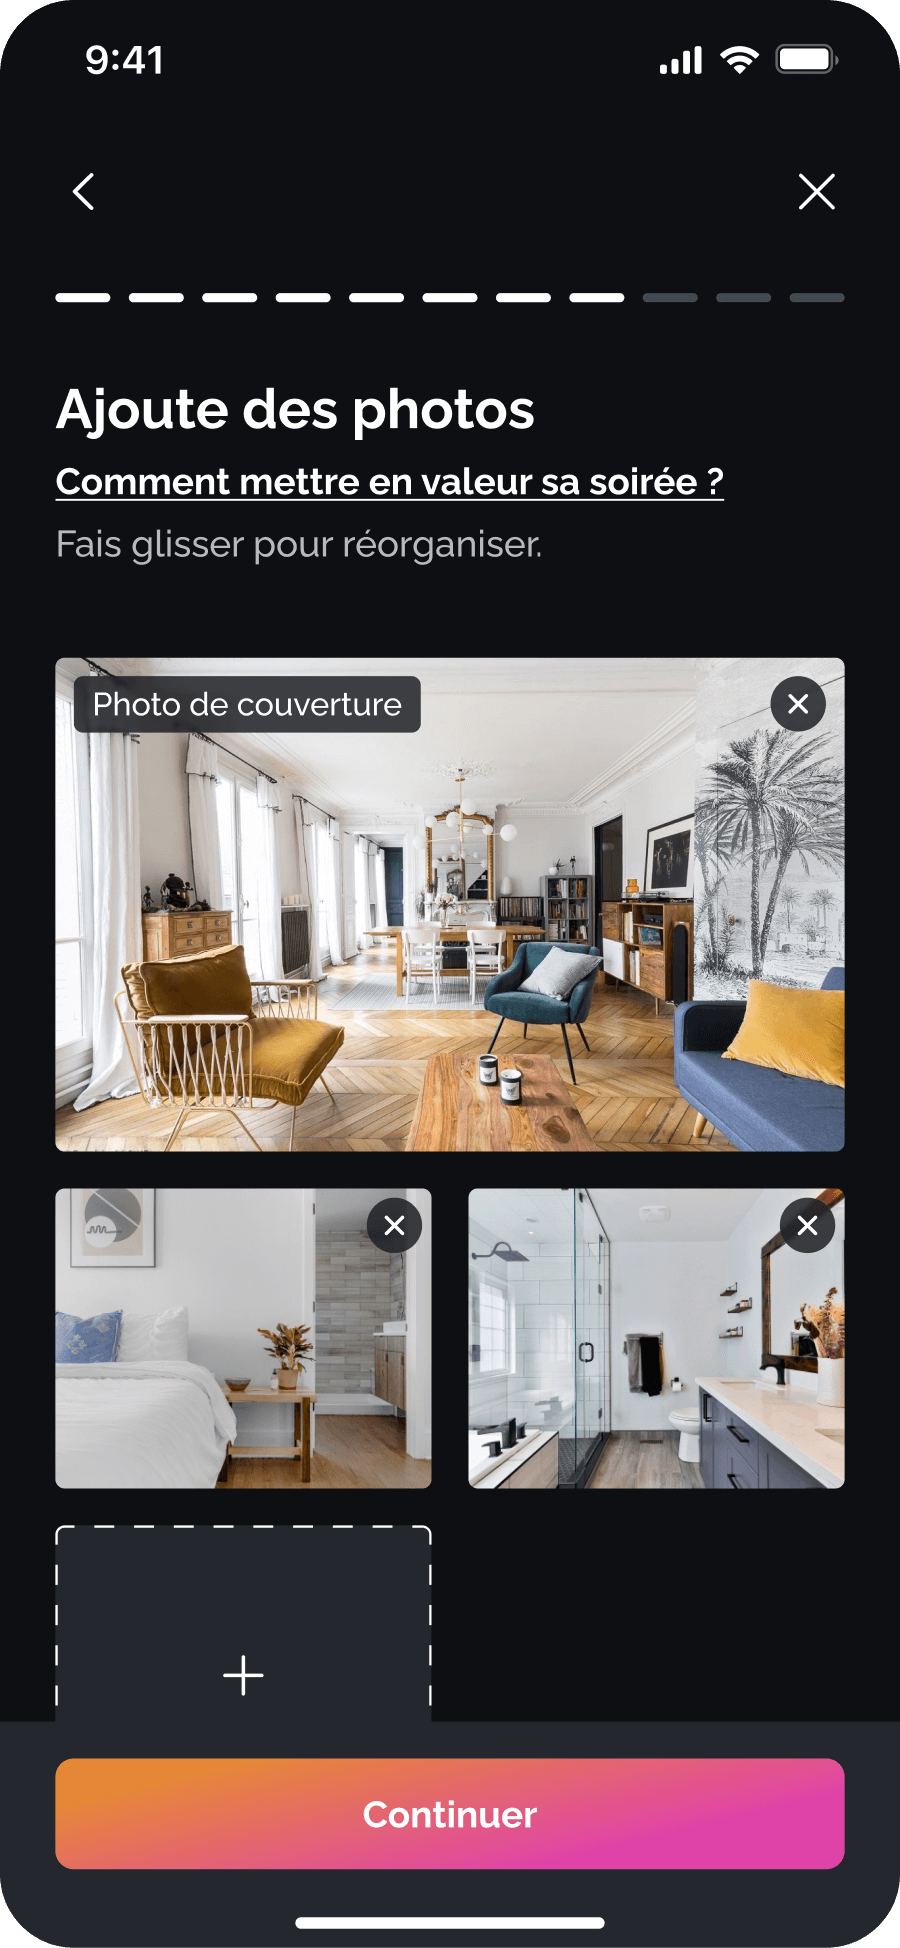 9:41
Ajoute des photos
Comment mettre en valeur sa soirée ?
Fais glisser pour réorganiser.
Photo de couverture
Continuer